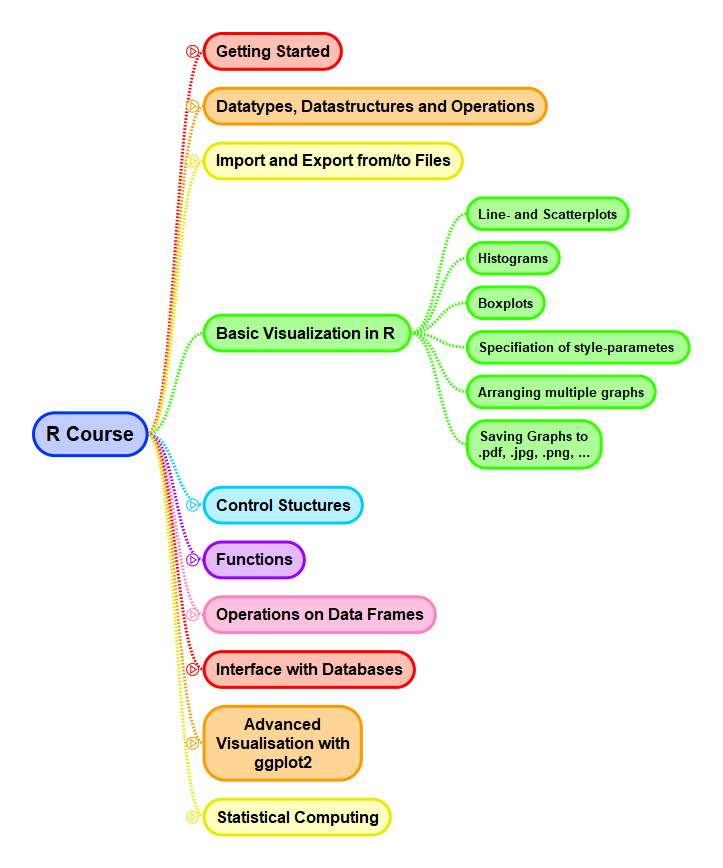 Getting Started
Datatypes, Datastructures and Operations
Import and Export from/to Files
Line- and Scatterplots
Histograms
Boxplots
Basic Visualization in R
Specifiation of style-parametes
Arranging multiple graphs
Saving Graphs to
.pdf, .jpg, .png, ...
R Course
Control Stuctures
Functions
Operations on Data Frames
Interface with Databases
Advanced
Visualisation with
ggplot2
Statistical Computing